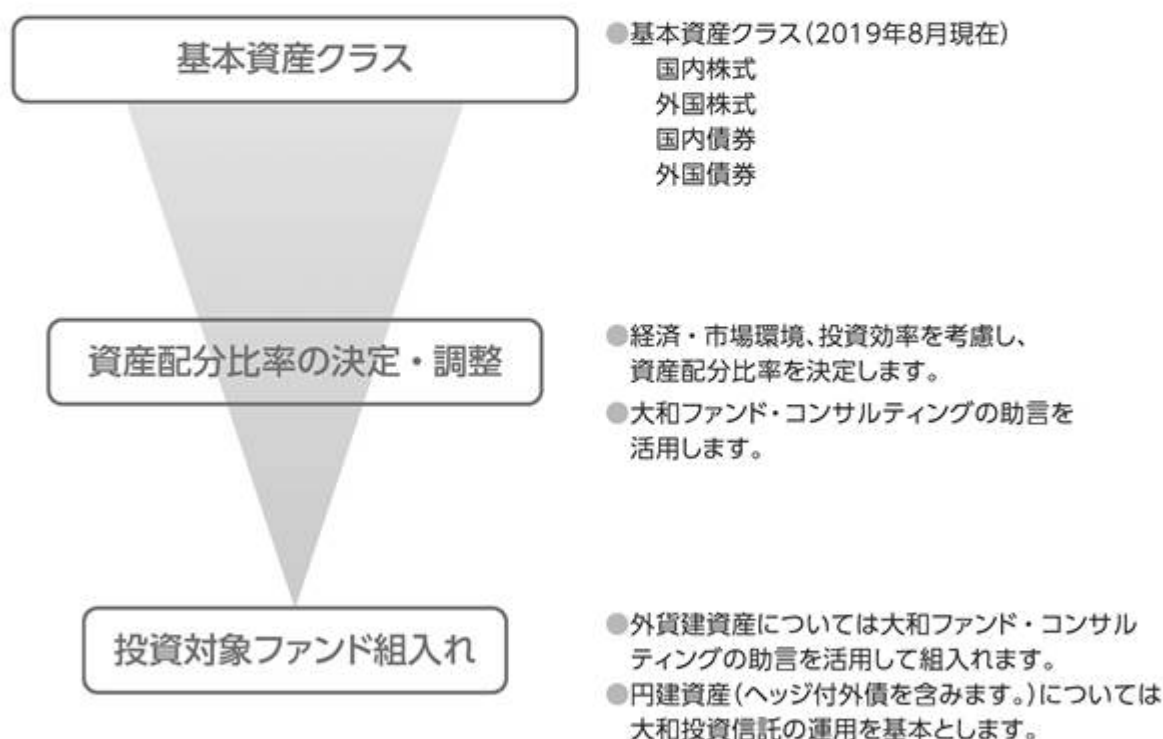 基本資産クラス
●基本資産クラス(2019年8月現在)
国内株式
外国株式
国内債券
外国債券
資産配分比率の決定・調整
●経済・市場環境、投資効率を考慮し、
資産配分比率を決定します。
●大和ファンド・コンサルティングの助言を
活用します。
投資対象ファンド組入れ
●外貨建資産については大和ファンド・コンサル
ティングの助言を活用して組入れます。
●円建資産(ヘッジ付外債を含みます。)については
大和投資信託の運用を基本とします。